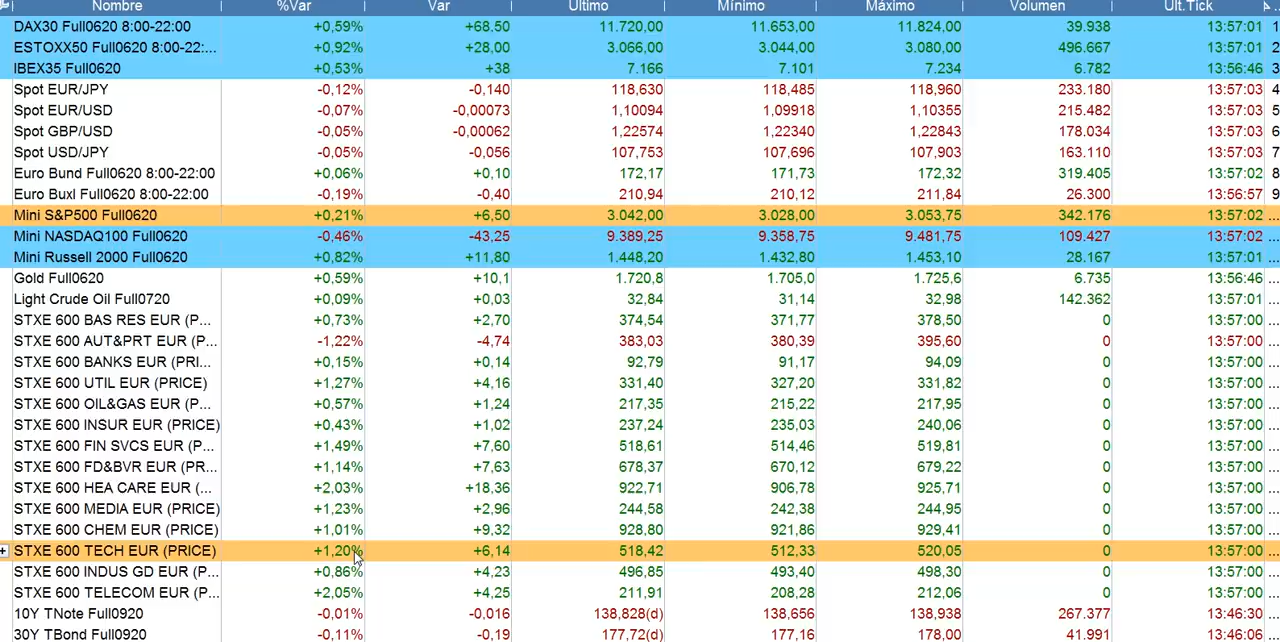 Nombre %Var Var Último Mínimo Máximo Volumen Últ.Tick
DAX30 Full0620 8:00-22:00 +0,59% +68,50 11.720,00 11.653,00 11.824,00 39.938 13:57:01 1
ESTOXX50 Full0620 8:00-22:... +0,92% +28,00 3.066,00 3.044,00 3.080,00 496.667 13:57:01 2
IBEX35 Full0620 +0,53% +38 7.166 7.101 7.234 6.782 13:56:46 3
Spot EUR/JPY -0,12% -0,140 118,630 118,485 118,960 233.180 13:57:03 4
Spot EUR/USD -0,07% -0,00073 1,10094 1,09918 1,10355 215.482 13:57:03 5
Spot GBP/USD -0,05% -0,00062 1,22574 1,22340 1,22843 178.034 13:57:03 6
Spot USD/JPY -0,05% -0,056 107,753 107,696 107,903 163.110 13:57:03 7
Euro Bund Full0620 8:00-22:00 +0,06% +0,10 172,17 171,73 172,32 319.405 13:57:02 8
Euro Buxl Full0620 8:00-22:00 -0,19% -0,40 210,94 210,12 211,84 26.300 13:56:57 9
Mini S&P500 Full0620 +0,21% +6,50 3.042,00 3.028,00 3.053,75 342.176 13:57:02 ...
Mini NASDAQ100 Full0620 -0,46% -43,25 9.389,25 9.358,75 9.481,75 109.427 13:57:02 ...
Mini Russell 2000 Full0620 +0,82% +11,80 1.448,20 1.432,80 1.453,10 28.167 13:57:01 ...
Gold Full0620 +0,59% +10,1 1.720,8 1.705,0 1.725,6 6.735 13:56:46 ...
Light Crude Oil Full0720 +0,09% +0,03 32,84 31,14 32,98 142.362 13:57:01 ...
STXE 600 BAS RES EUR (P... +0,73% +2,70 374,54 371,77 378,50 0 13:57:00 ...
STXE 600 AUT&PRT EUR (P... -1,22% -4,74 383,03 380,39 395,60 0 13:57:00 ...
STXE 600 BANKS EUR (PRI... +0,15% +0,14 92,79 91,17 94,09 0 13:57:00 ...
STXE 600 UTIL EUR (PRICE) +1,27% +4,16 331,40 327,20 331,82 0 13:57:00 ...
STXE 600 OIL&GAS EUR (P... +0,57% +1,24 217,35 215,22 217,95 0 13:57:00 ...
STXE 600 INSUR EUR (PRICE) +0,43% +1,02 237,24 235,03 240,06 0 13:57:00 ...
STXE 600 FIN SVCS EUR (P... +1,49% +7,60 518,61 514,46 519,81 0 13:57:00 ...
STXE 600 FD&BVR EUR (PR... +1,14% +7,63 678,37 670,12 679,22 0 13:57:00 ...
STXE 600 HEA CARE EUR (... +2,03% +18,36 922,71 906,78 925,71 0 13:57:00 ...
STXE 600 MEDIA EUR (PRICE) +1,23% +2,96 244,58 242,38 244,95 0 13:57:00 ...
STXE 600 CHEM EUR (PRICE) +1,01% +9,32 928,80 921,86 929,41 0 13:57:00 ...
STXE 600 TECH EUR (PRICE) +1,20% +6,14 518,42 512,33 520,05 0 13:57:00 ...
STXE 600 INDUS GD EUR (P... +0,86% +4,23 496,85 493,40 498,30 0 13:57:00 ...
STXE 600 TELECOM EUR (P... +2,05% +4,25 211,91 208,28 212,06 0 13:57:00 ...
10Y TNote Full0920 -0,01% -0,016 138,828(d) 138,656 138,938 267.377 13:46:30 ...
30Y TBond Full0920 -0,11% -0,19 177,72(d) 177,16 178,00 41.991 13:46:06 ...